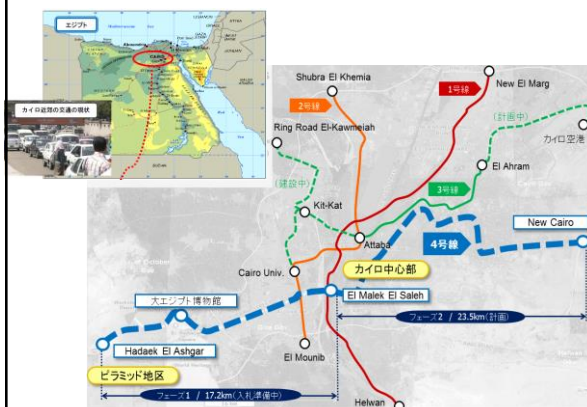 エジプト
CAIRO
カイロ近郊の交通の現状
Shubra El Khemia
New El Marg
2号線
1号線
(計画中)
Ring Road El-Kawmeiah
カイロ空港
El Ahram
(建設中)
3号線
Kit-Kat
New Cairo
Attaba
4号線
Cairo Univ.
カイロ中心部
大エジプト博物館
El Malek El Saleh
フェーズ2 / 23.5km(計画)
Hadaek El Ashgar
El Mounib
ピラミッド地区
フェーズ1 / 17.2km(入札準備中)
Helwan